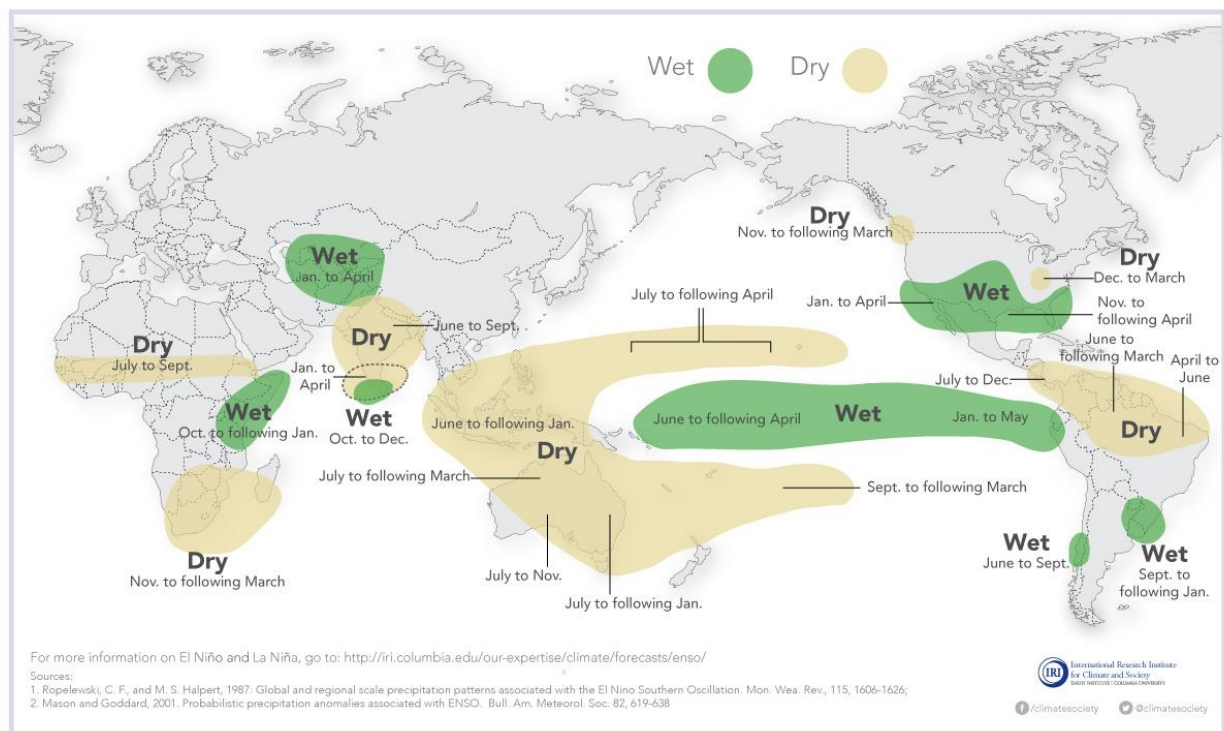 Wet
Dry
Dry
Nov. to following March
Wet
Jan. to April
Dry
Dec. to March
July to following April
Jan. to April
Wet
Nov. to
following April
June to Sept.
Dry
Dry
July to Sept.
Jan. to
April
June to
following March
April to
June
July to Dec.
Wet
Oct. to following Jan.
Wet
Oct. to Dec.
June to following Jan.
Dry
June to following April
Wet
Jan. to May
Dry
July to following March
Sept. to following March
Dry
Nov. to following March
July to Nov.
July to following Jan.
Wet
June to Sept.
Wet
Sept. to
following Jan.
For more information on El Niño and La Niña, go to: http://iri.columbia.edu/our-expertise/climate/forecasts/enso/
Sources:
1. Ropelewski, C. F., and M. S. Halpert, 1987: Global and regional scale precipitation patterns associated with the El Nino Southern Oscillation. Mon. Wea. Rev., 115, 1606-1626;
2. Mason and Goddard, 2001. Probabilistic precipitation anomalies associated with ENSO. Bull. Am. Meteorol. Soc. 82, 619-638
IRI
International Research Institute
for Climate and Society
EARTH INSTITUTE | COLUMBIA UNIVERSITY
/climatesociety
@climatesociety